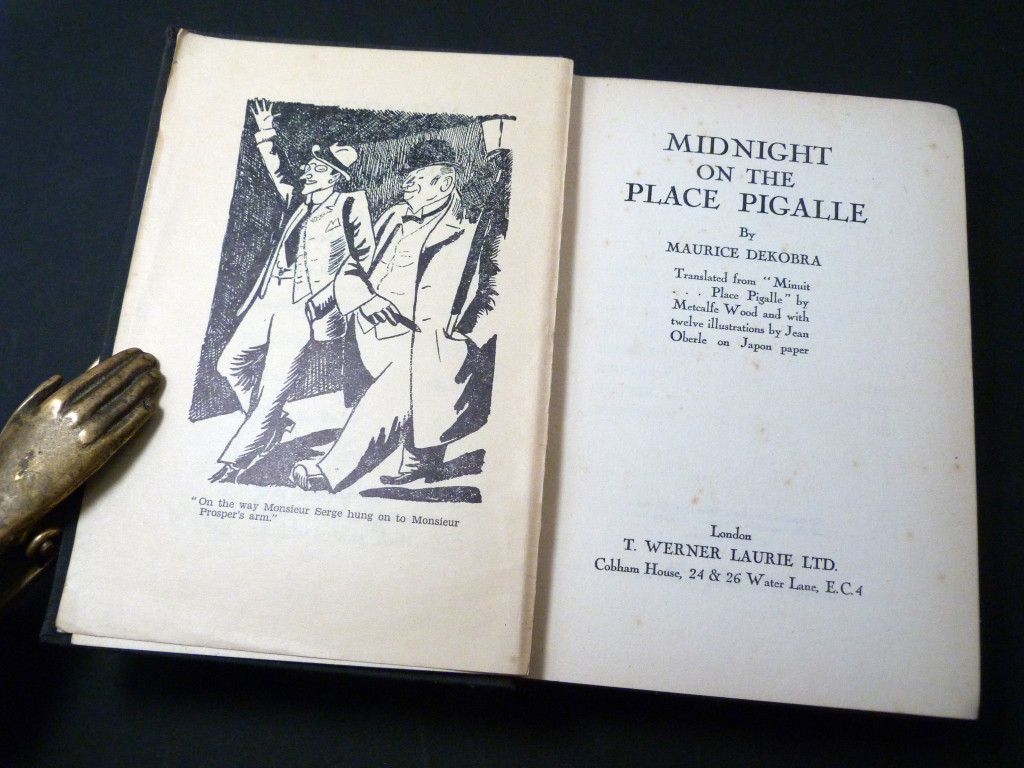 "On the way Monsieur Serge hung on to Monsieur
Prosper's arm."
MIDNIGHT
ON THE
PLACE PIGALLE
By
MAURICE DEKOBRA
Translated from "Minuit
. . . Place Pigalle" by
Metcalfe Wood and with
twelve illustrations by Jean
Oberle on Japon paper
London
T. WERNER LAURIE LTD.
Cobham House, 24 & 26 Water Lane, E.C.4